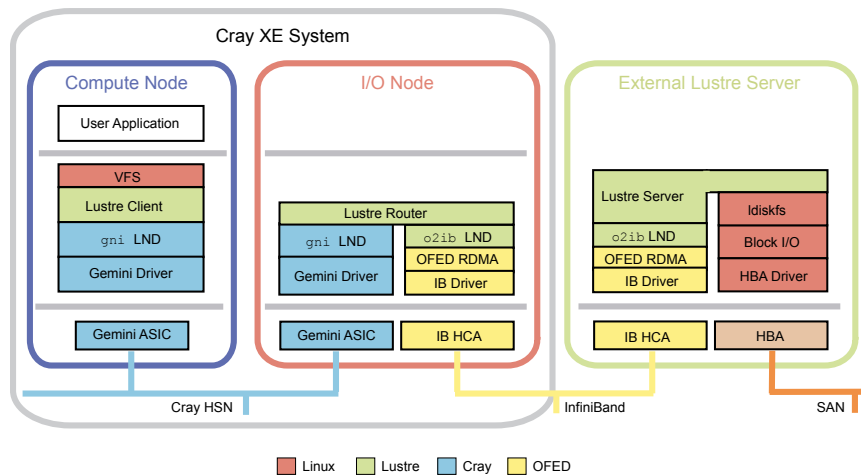 Cray XE System
Compute Node
I/O Node
External Lustre Server
User Application
VFS
Lustre Client
gni LND
Gemini Driver
Gemini ASIC
Lustre Router
gni LND
Gemini Driver
o2ib LND
OFED RDMA
IB Driver
Gemini ASIC
IB HCA
Lustre Server
o2ib LND
OFED RDMA
IB Driver
ldiskfs
Block I/O
HBA Driver
IB HCA
HBA
Cray HSN
InfiniBand
SAN
Linux
Lustre
Cray
OFED